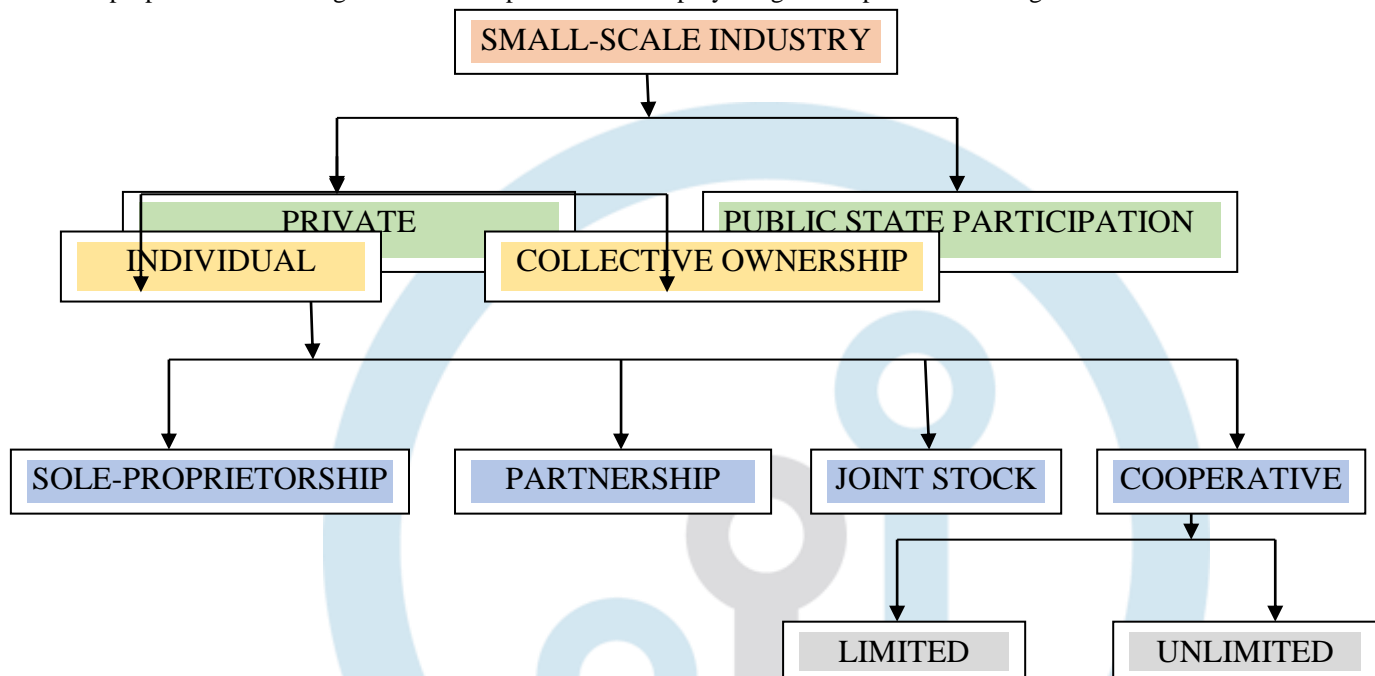 SMALL-SCALE INDUSTRY
PRIVATE
PUBLIC STATE PARTICIPATION
INDIVIDUAL
COLLECTIVE OWNERSHIP
SOLE-PROPRIETORSHIP
PARTNERSHIP
JOINT STOCK
COOPERATIVE
LIMITED
UNLIMITED